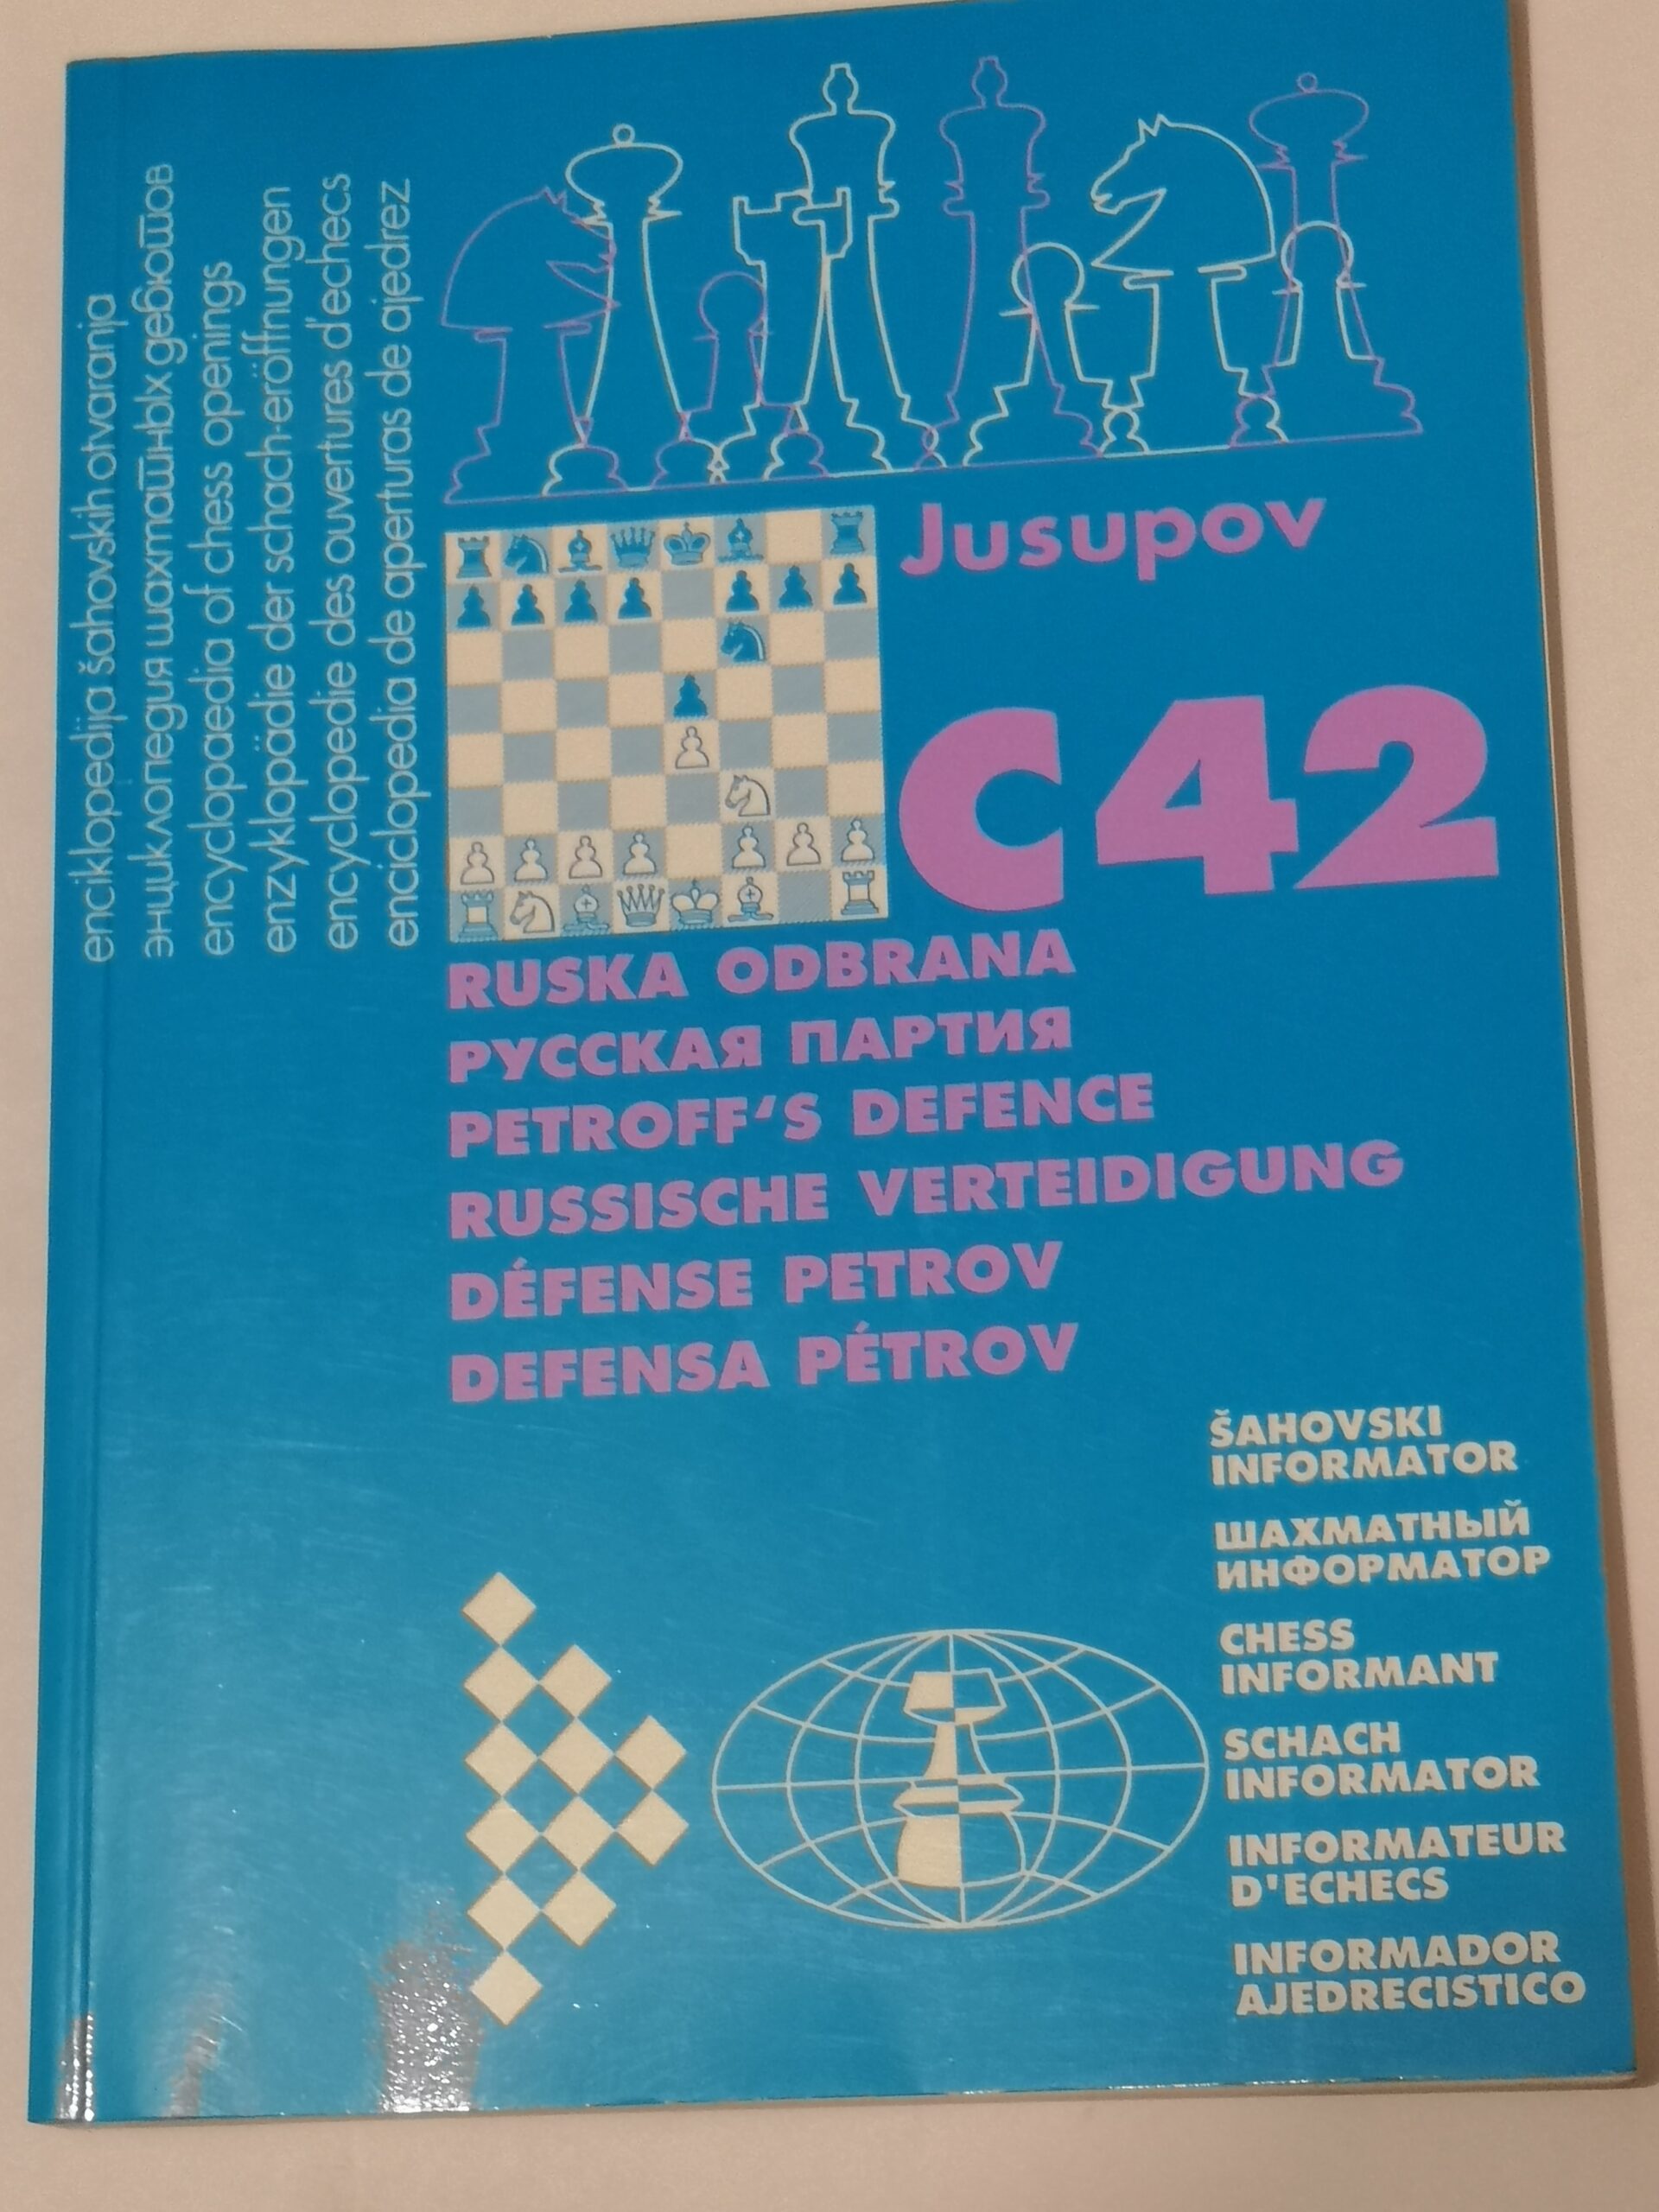 enciklopedija šahovskih otvaranja
энциклопедия шахматных дебютов
encyclopaedia of chess openings
enzyklopädie der schach-eröffnungen
encyclopedie des ouvertures d'echecs
enciclopedia de aperturas de ajedrez
Jusupov
C 42
RUSKA ODBRANA
РУССКАЯ ПАРТИЯ
PETROFF'S DEFENCE
RUSSISCHE VERTEIDIGUNG
DÉFENSE PETROV
DEFENSA PÉTROV
ŠAHOVSKI
INFORMATOR
ШАХМАТНЫЙ
ИНФОРМАТОР
CHESS
INFORMANT
SCHACH
INFORMATOR
INFORMATEUR
D'ECHECS
INFORMADOR
AJEDRECISTICO